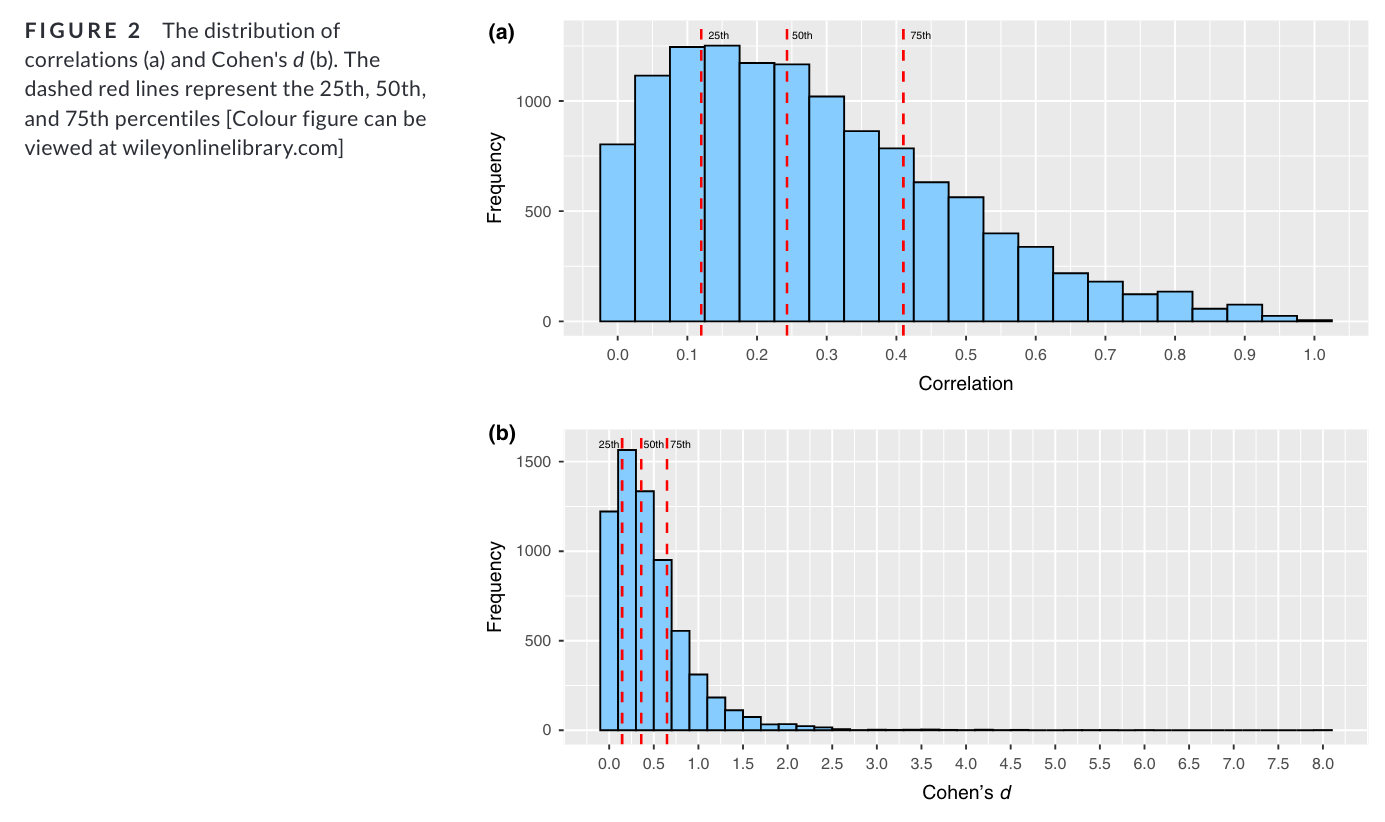 FIGURE 2 The distribution of
correlations (a) and Cohen's d (b). The
dashed red lines represent the 25th, 50th,
and 75th percentiles [Colour figure can be
viewed at wileyonlinelibrary.com]
(a)
25th 50th 75th
Frequency
1000
500
0
0.0 0.1 0.2 0.3 0.4 0.5 0.6 0.7 0.8 0.9 1.0
Correlation
(b)
25th 50th 75th
Frequency
1500
1000
500
0
0.0 0.5 1.0 1.5 2.0 2.5 3.0 3.5 4.0 4.5 5.0 5.5 6.0 6.5 7.0 7.5 8.0
Cohen's d